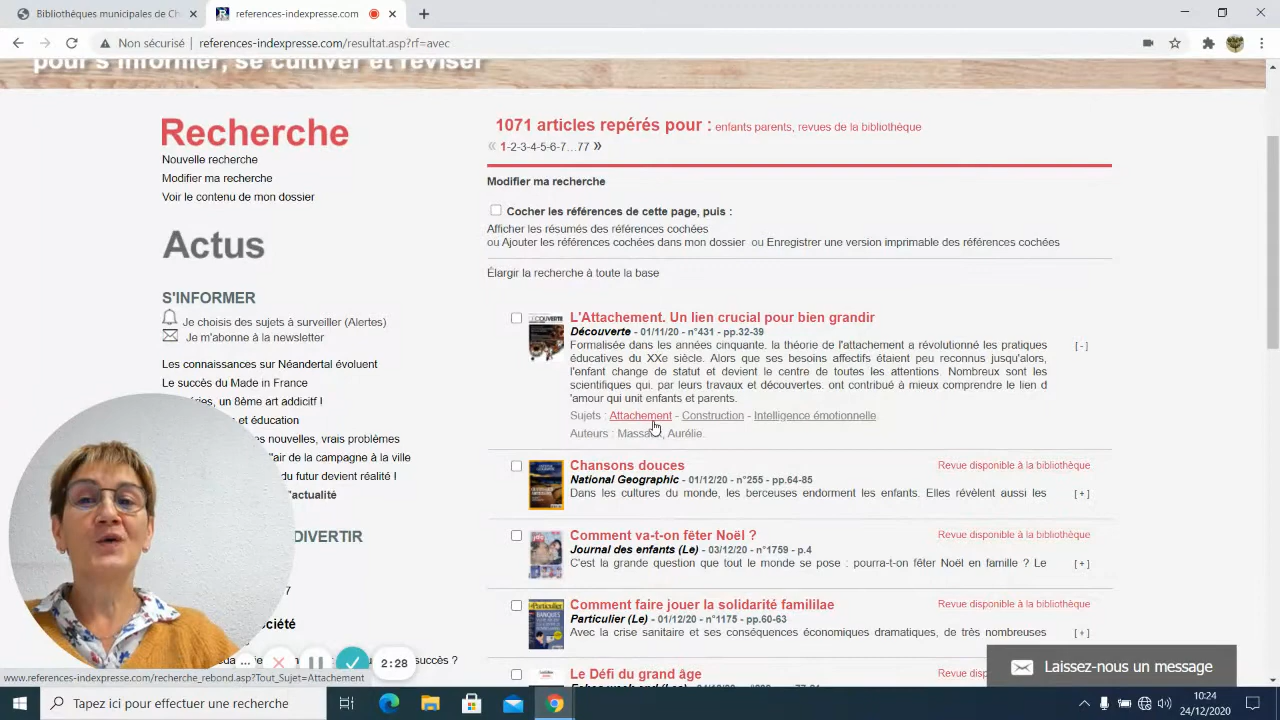 Bibliothèques municipales de Ch
references-indexpresse.com
Non sécurisé
references-indexpresse.com/resultat.asp?rf=avec
pour s'informer, se cultiver et réviser
Recherche
Nouvelle recherche
Modifier ma recherche
Voir le contenu de mon dossier
Actus
S'INFORMER
Je choisis des sujets à surveiller (Alertes)
Je m'abonne à la newsletter
Les connaissances sur Néandertal évoluent
Le succès du Made in France
ries, un 8ème art addictif !
s et éducation
es nouvelles, vrais problèmes
'air de la campagne à la ville
du futur devient réalité !
'actualité
DIVERTIR
7
ociété
succès ?
1071 articles repérés pour : enfants parents, revues de la bibliothèque
« 1-2-3-4-5-6-7...77 »
Modifier ma recherche
Cocher les références de cette page, puis :
Afficher les résumés des références cochées
ou Ajouter les références cochées dans mon dossier ou Enregistrer une version imprimable des références cochées
Élargir la recherche à toute la base
L'Attachement. Un lien crucial pour bien grandir
Découverte - 01/11/20 - n°431 - pp.32-39
Formalisée dans les années cinquante, la théorie de l'attachement a révolutionné les pratiques
éducatives du XXe siècle. Alors que ses besoins affectifs étaient peu reconnus jusqu'alors,
l'enfant change de statut et devient le centre de toutes les attentions. Nombreux sont les
scientifiques qui, par leurs travaux et découvertes, ont contribué à mieux comprendre le lien d
'amour qui unit enfants et parents.
[ - ]
Sujets : Attachement - Construction - Intelligence émotionnelle
Auteurs : Massa , Aurélie.
Chansons douces
Revue disponible à la bibliothèque
National Geographic - 01/12/20 - n°255 - pp.64-85
Dans les cultures du monde, les berceuses endorment les enfants. Elles révèlent aussi les
[ + ]
Comment va-t-on fêter Noël ?
Revue disponible à la bibliothèque
Journal des enfants (Le) - 03/12/20 - n°1759 - p.4
C'est la grande question que tout le monde se pose : pourra-t-on fêter Noël en famille ? Le
[ + ]
Comment faire jouer la solidarité famililae
Revue disponible à la bibliothèque
Particulier (Le) - 01/12/20 - n°1175 - pp.60-63
Avec la crise sanitaire et ses conséquences économiques dramatiques, de très nombreuses
[ + ]
Le Défi du grand âge
Laissez-nous un message
2:28
www.references-indexpresse.com/recherche_rebond.asp?Tout_Sujet=Attachement
Tapez ici pour effectuer une recherche
10:24
24/12/2020